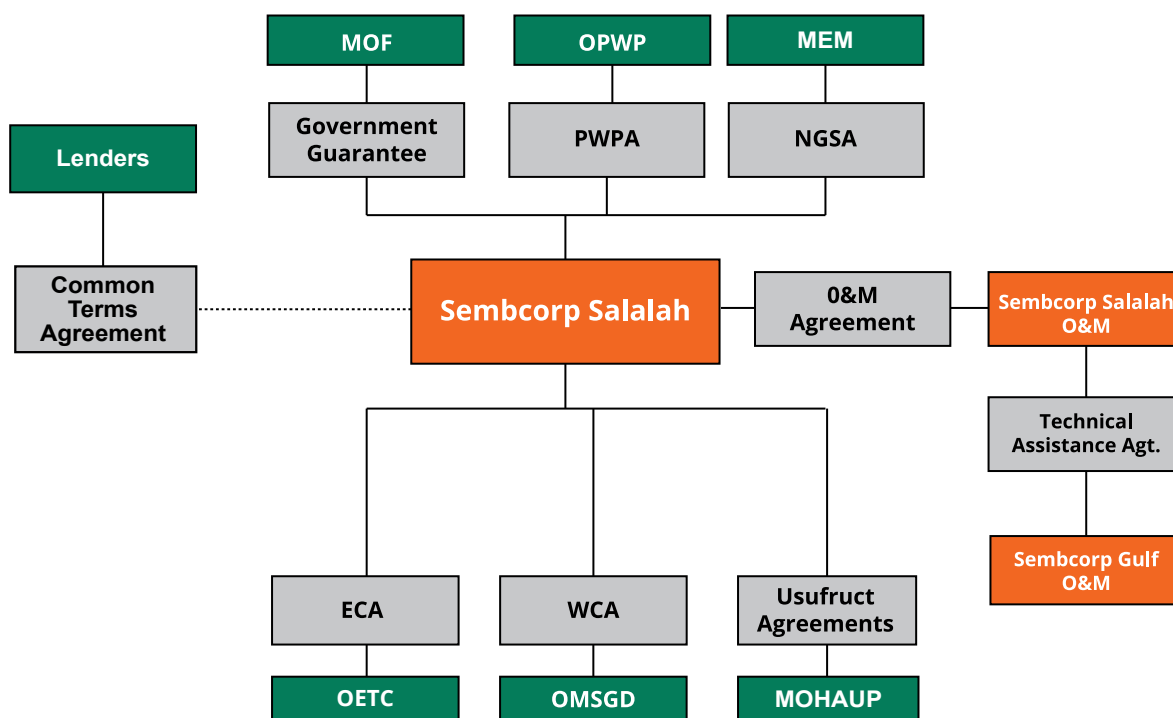 MOF
OPWP
MEM
Government
Guarantee
PWPA
NGSA
Lenders
Common
Terms
Agreement
Sembcorp Salalah
0&M
Agreement
Sembcorp Salalah
O&M
Technical
Assistance Agt.
Sembcorp Gulf
O&M
ECA
WCA
Usufruct
Agreements
OETC
OMSGD
MOHAUP